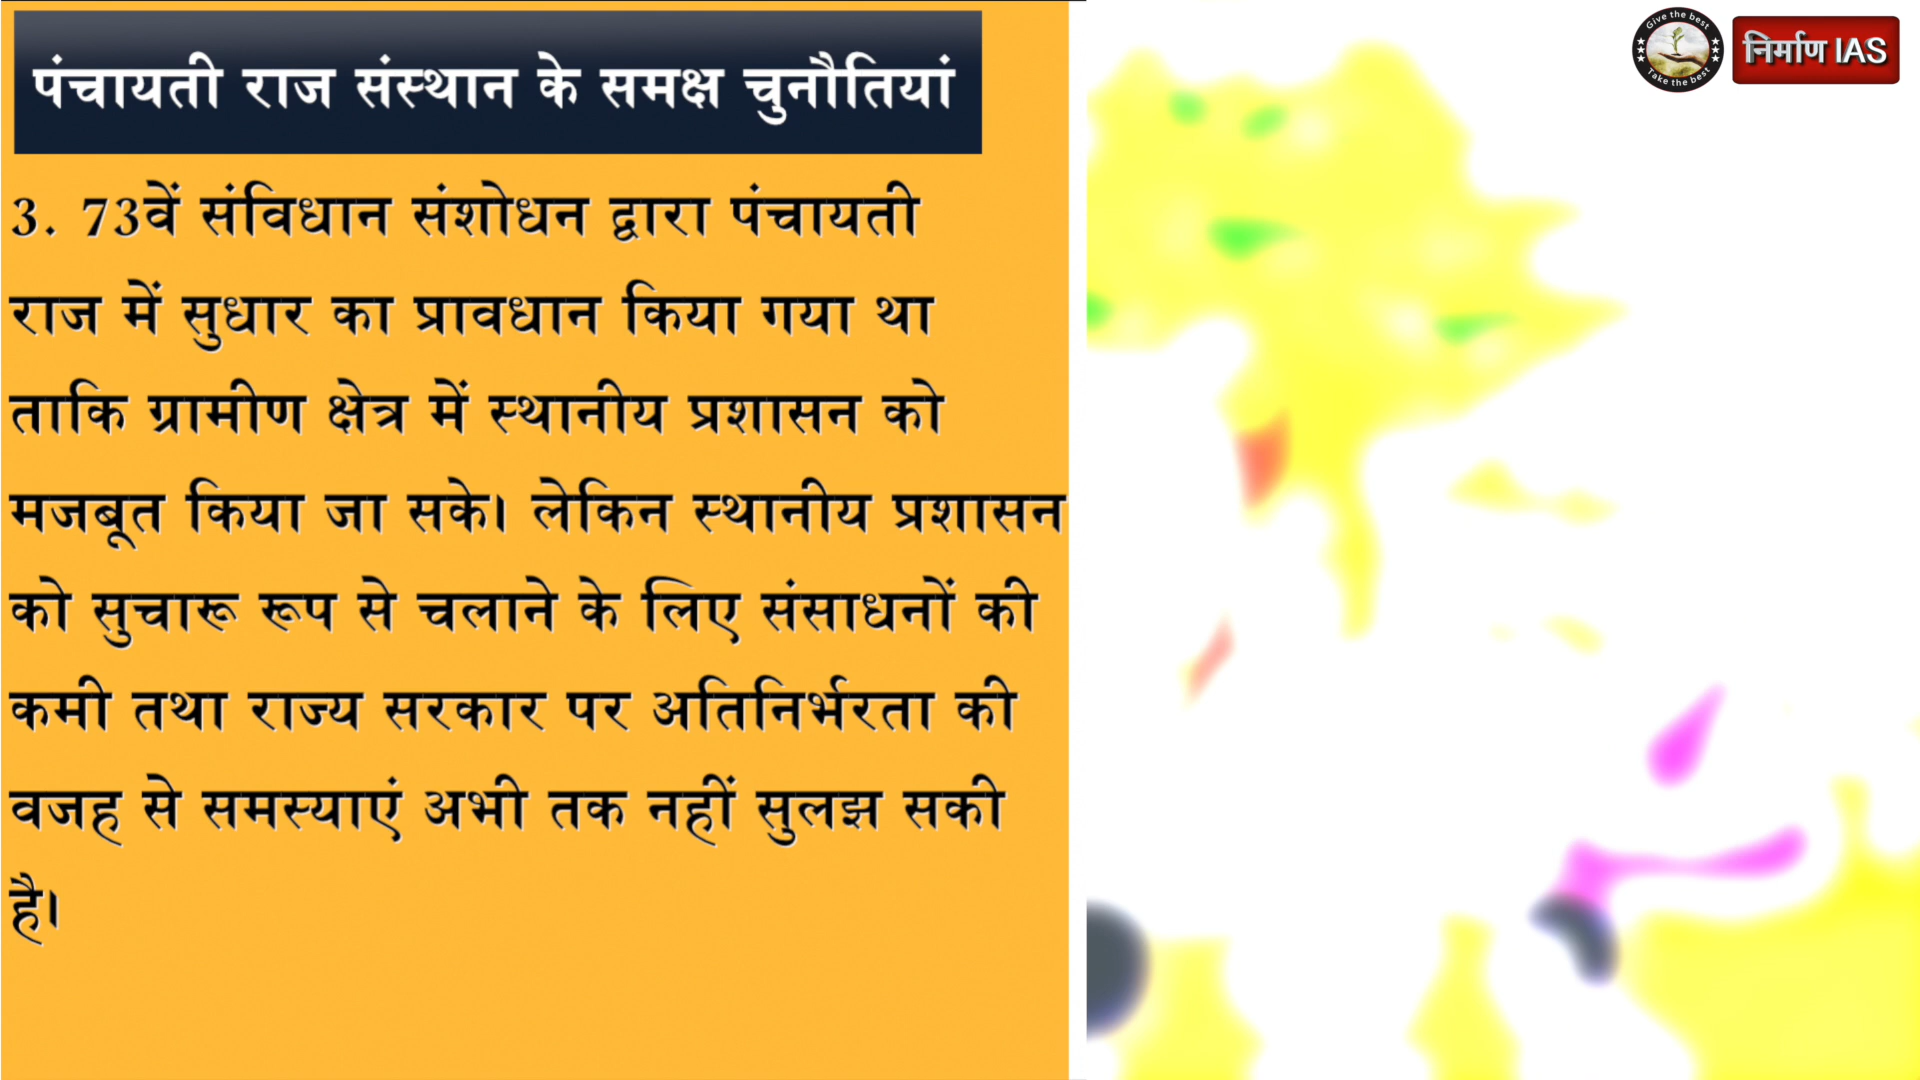 पंचायती राज संस्थान के समक्ष चुनौतियां
3. 73वें संविधान संशोधन द्वारा पंचायती
राज में सुधार का प्रावधान किया गया था
ताकि ग्रामीण क्षेत्र में स्थानीय प्रशासन को
मजबूत किया जा सके। लेकिन स्थानीय प्रशासन
को सुचारू रूप से चलाने के लिए संसाधनों की
कमी तथा राज्य सरकार पर अतिनिर्भरता की
वजह से समस्याएं अभी तक नहीं सुलझ सकी
है।
Give the best
Take the best
निर्माण IAS